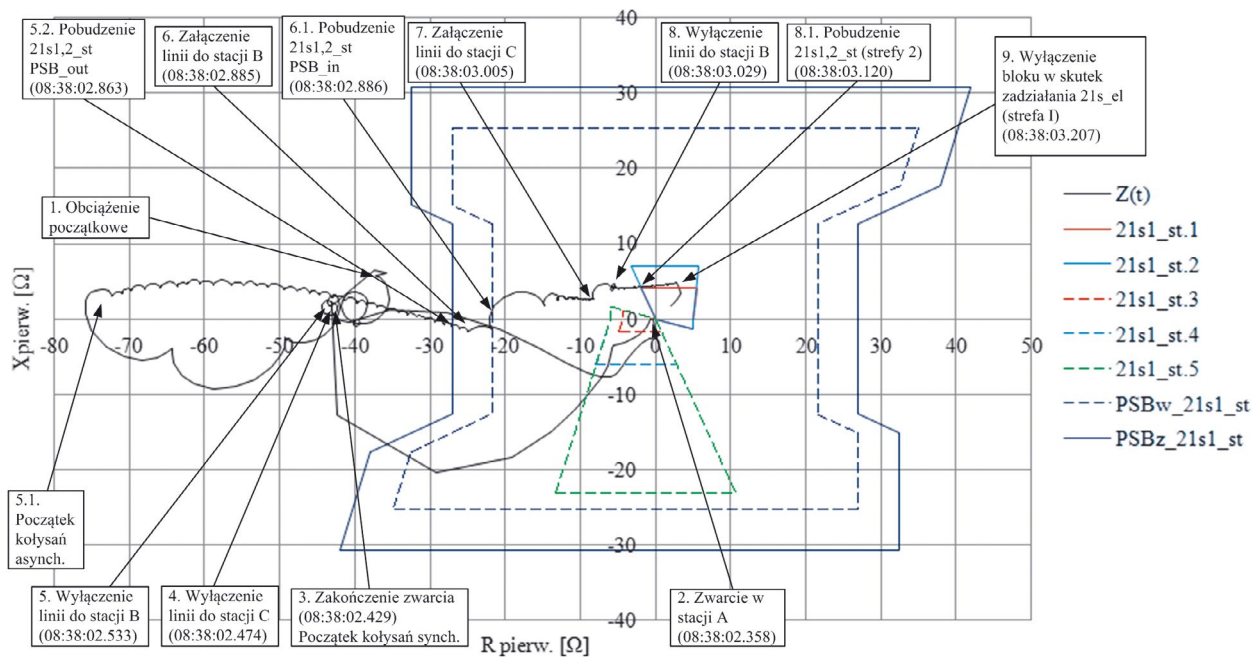 5.2. Pobudzenie
21s1,2_st
PSB_out
(08:38:02.863)
6. Załączenie
linii do stacji B
(08:38:02.885)
6.1. Pobudzenie
21s1,2_st
PSB_in
(08:38:02.886)
7. Załączenie
linii do stacji C
(08:38:03.005)
8. Wyłączenie
linii do stacji B
(08:38:03.029)
8.1. Pobudzenie
21s1,2_st (strefy 2)
(08:38:03.120)
9. Wyłączenie
bloku w skutek
zadziałania 21s_el
(strefa I)
(08:38:03.207)
1. Obciążenie
początkowe
5.1.
Początek
kołysań
asynch.
5. Wyłączenie
linii do stacji B
(08:38:02.533)
4. Wyłączenie
linii do stacji C
(08:38:02.474)
3. Zakończenie zwarcia
(08:38:02.429)
Początek kołysań synch.
2. Zwarcie w
stacji A
(08:38:02.358)
40
30
20
10
0
-10
-20
-30
-40
-80 -70 -60 -50 -40 -30 -20 -10 0 10 20 30 40 50
X pierw. [Ω]
R pierw. [Ω]
Z(t)
21s1_st.1
21s1_st.2
21s1_st.3
21s1_st.4
21s1_st.5
PSBw_21s1_st
PSBz_21s1_st